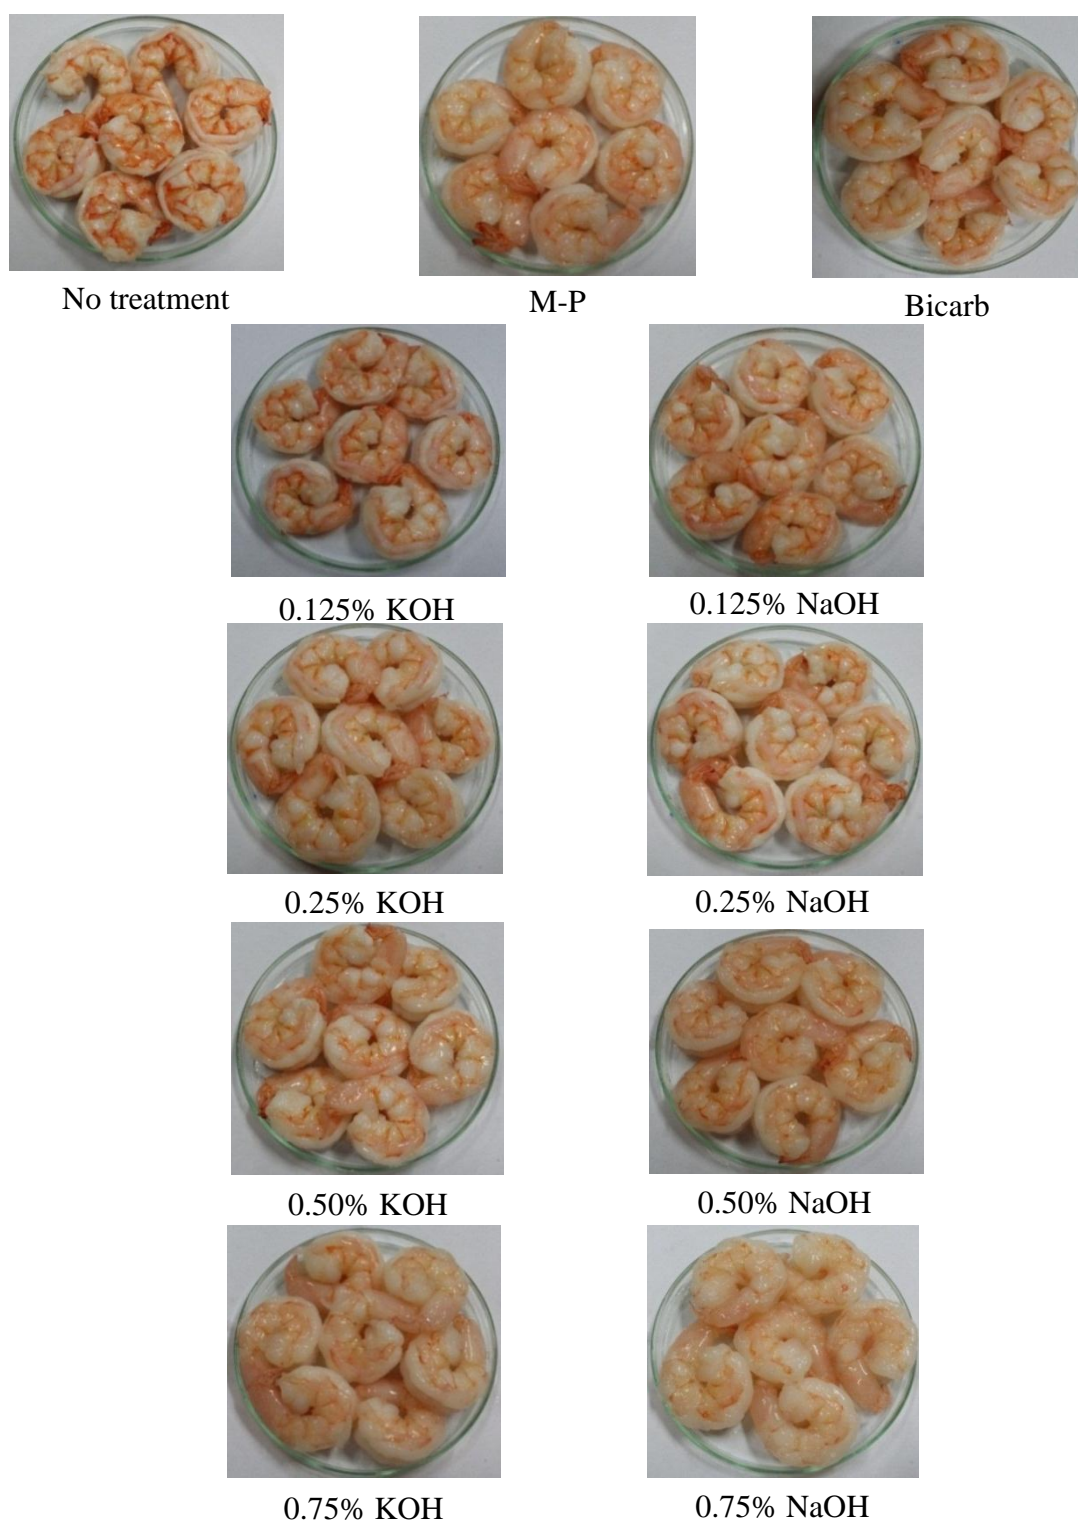 No treatment
M-P
Bicarb
0.125% KOH
0.125% NaOH
0.25% KOH
0.25% NaOH
0.50% KOH
0.50% NaOH
0.75% KOH
0.75% NaOH